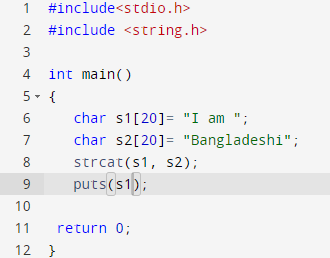 1 #include<stdio.h>
2 #include <string.h>
3
4 int main()
5 {
6 char s1[20]= "I am ";
7 char s2[20]= "Bangladeshi";
8 strcat(s1, s2);
9 puts(s1);
10
11 return 0;
12 }